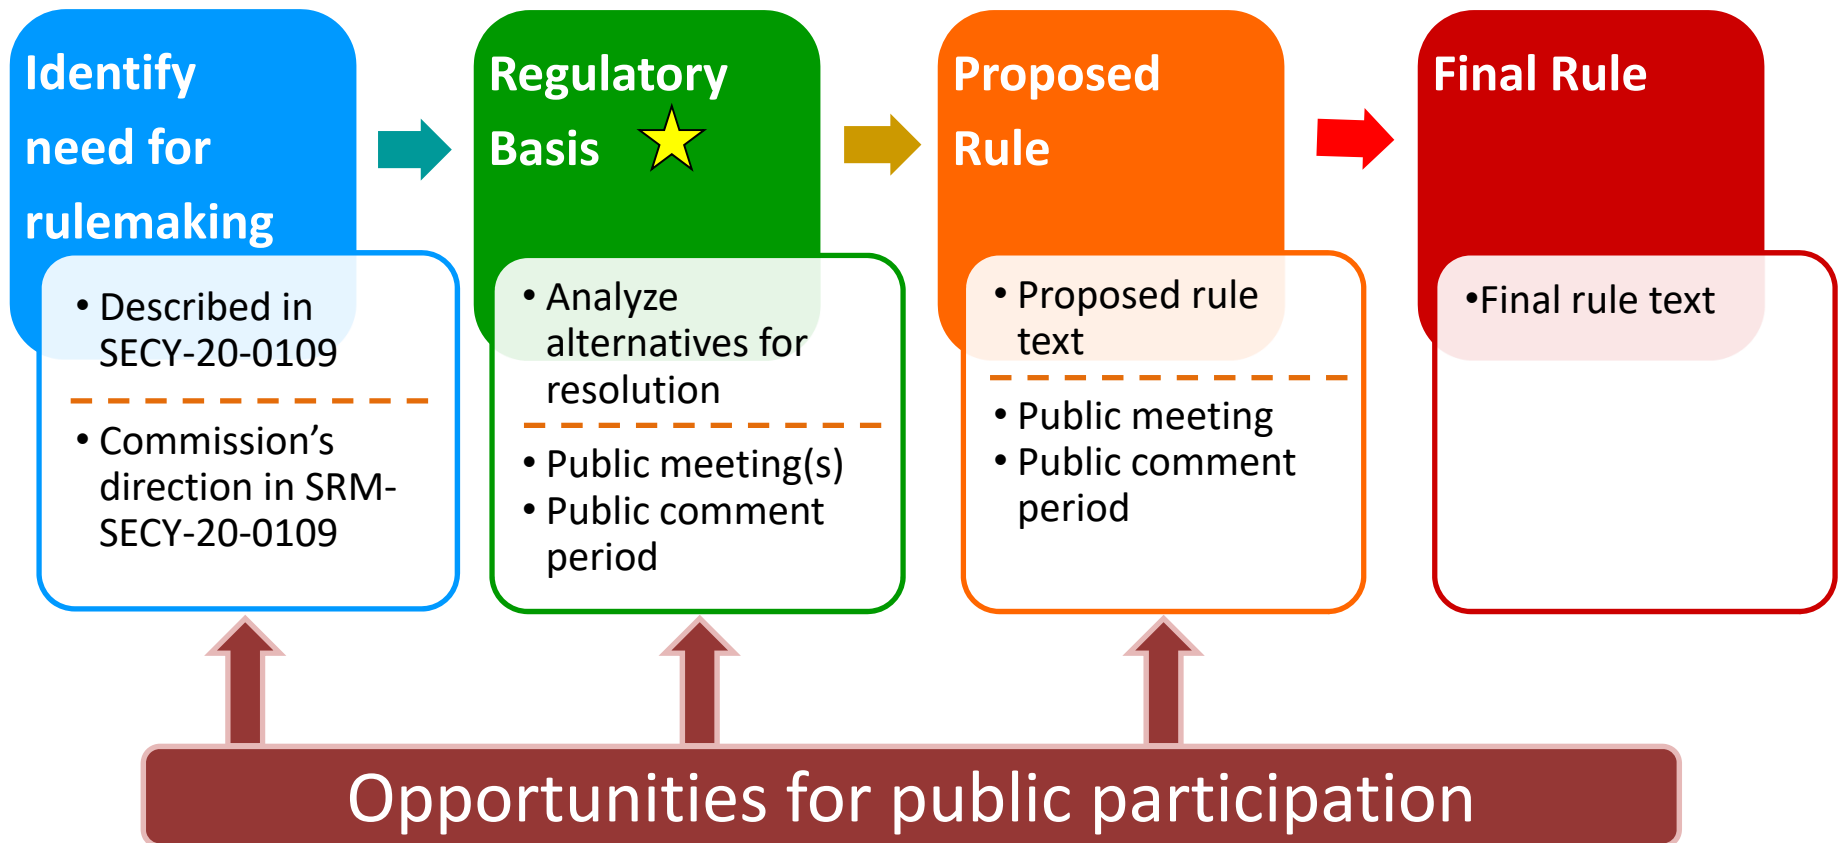 Identify
need for
rulemaking
• Described in
SECY-20-0109
• Commission’s
direction in SRM-
SECY-20-0109
Regulatory
Basis
• Analyze
alternatives for
resolution
• Public meeting(s)
• Public comment
period
Proposed
Rule
• Proposed rule
text
• Public meeting
• Public comment
period
Final Rule
•Final rule text
Opportunities for public participation